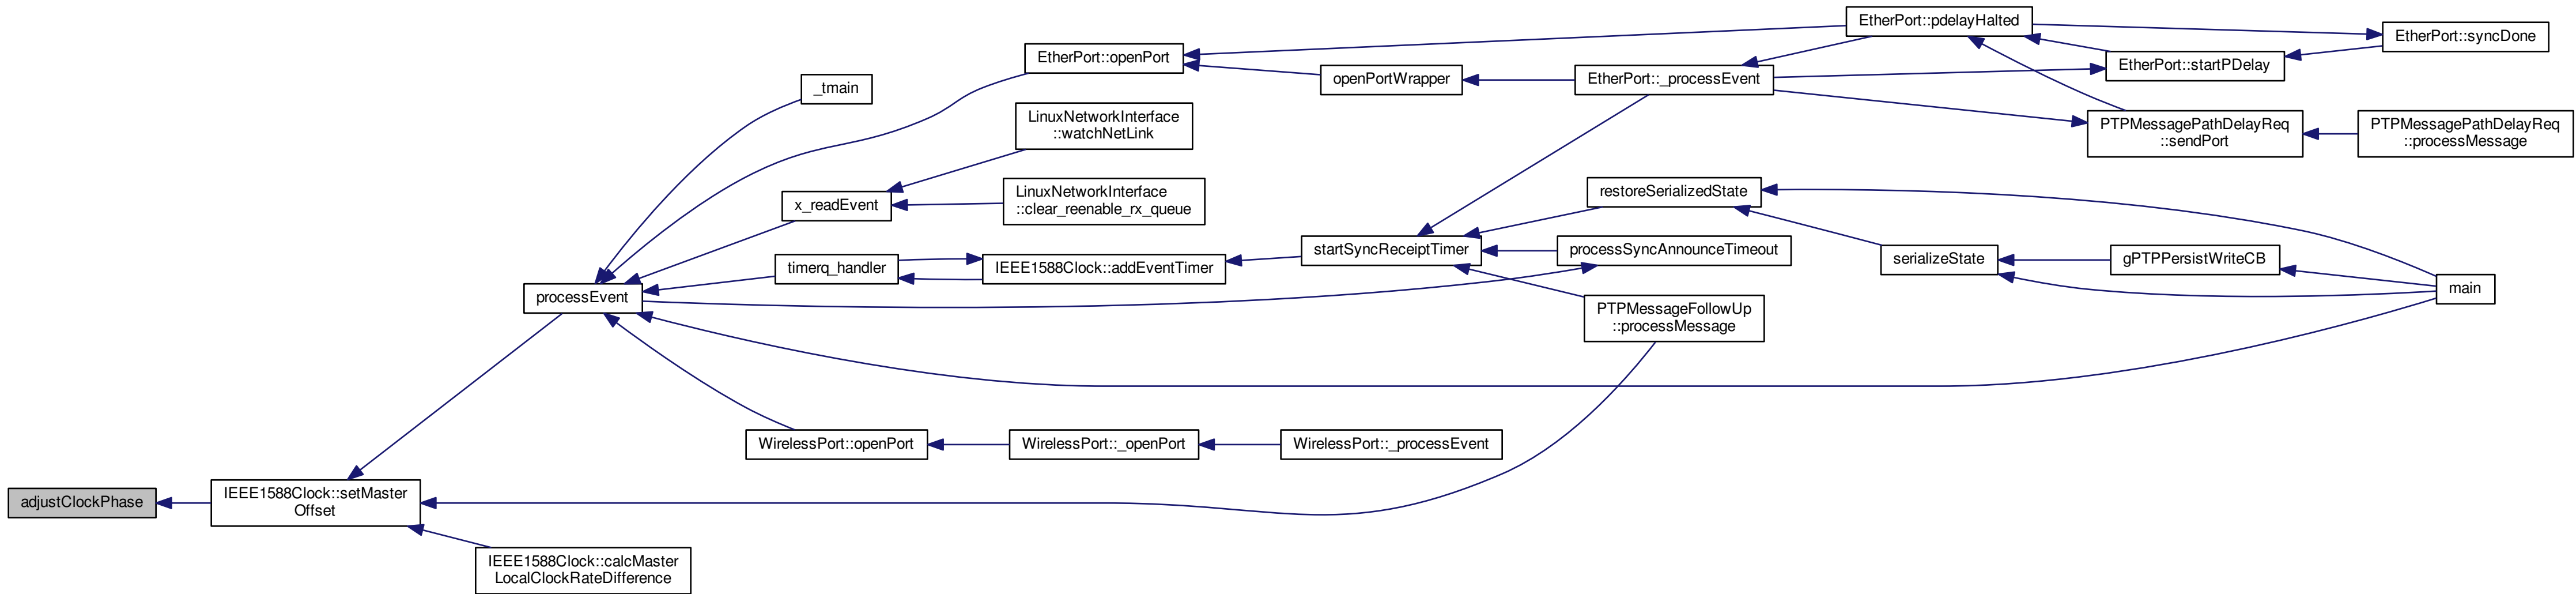 EtherPort::pdelayHalted
EtherPort::syncDone
EtherPort::openPort
EtherPort::startPDelay
openPortWrapper
EtherPort::_processEvent
_tmain
LinuxNetworkInterface
::watchNetLink
PTPMessagePathDelayReq
::sendPort
PTPMessagePathDelayReq
::processMessage
x_readEvent
LinuxNetworkInterface
::clear_reenable_rx_queue
restoreSerializedState
startSyncReceiptTimer
processSyncAnnounceTimeout
serializeState
gPTPPersistWriteCB
timerq_handler
IEEE1588Clock::addEventTimer
main
processEvent
PTPMessageFollowUp
::processMessage
WirelessPort::openPort
WirelessPort::_openPort
WirelessPort::_processEvent
adjustClockPhase
IEEE1588Clock::setMaster
Offset
IEEE1588Clock::calcMaster
LocalClockRateDifference